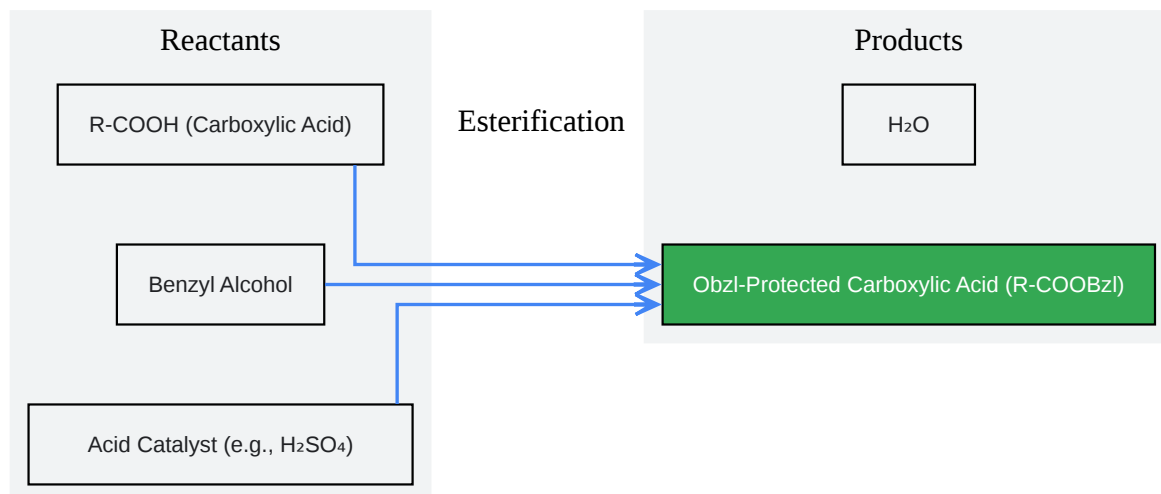 Reactants
R-COOH (Carboxylic Acid)
Benzyl Alcohol
Acid Catalyst (e.g., H₂SO₄)
Esterification
Products
H₂O
Obzl-Protected Carboxylic Acid (R-COOBzl)